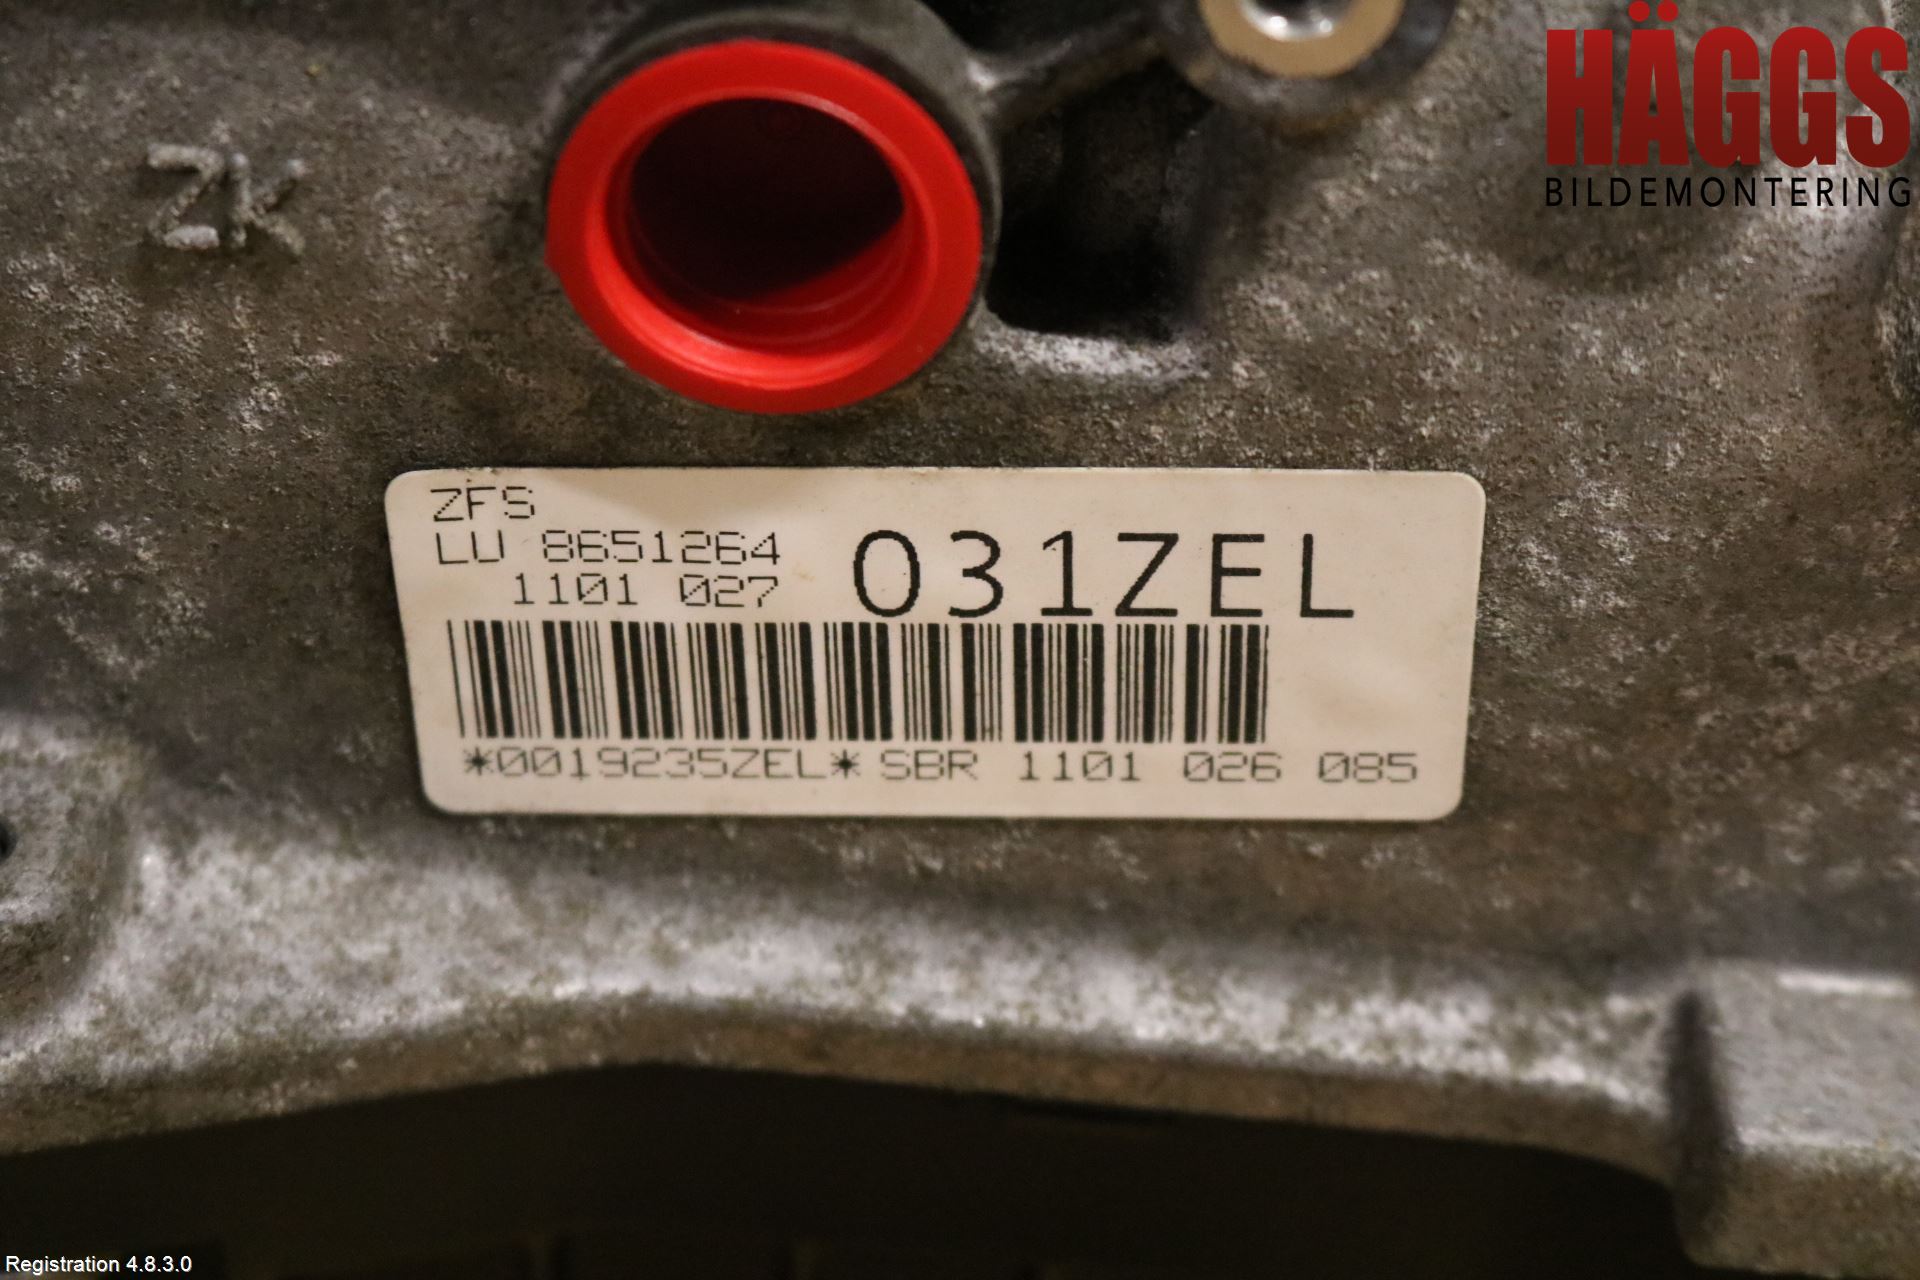 HÄGGS
BILDEMONTERING
ZK
ZFS
LU 8651264
1101 027
031ZEL
*0019235ZEL* SBR 1101 026 085
Registration 4.8.3.0